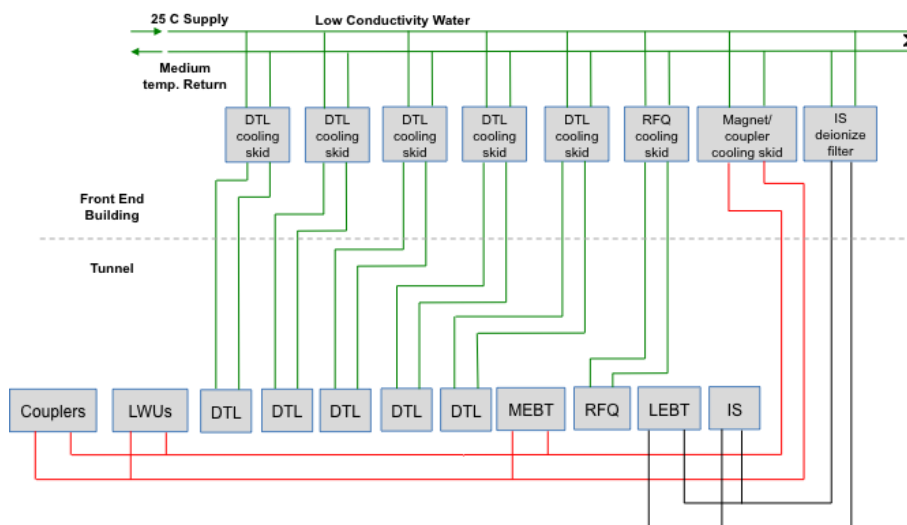 25 C Supply
Low Conductivity Water
Medium
temp. Return
DTL
cooling
skid
DTL
cooling
skid
DTL
cooling
skid
DTL
cooling
skid
DTL
cooling
skid
RFQ
cooling
skid
Magnet/
coupler
cooling skid
IS
deionize
filter
Front End
Building
Tunnel
Couplers
LWUs
DTL
DTL
DTL
DTL
DTL
MEBT
RFQ
LEBT
IS